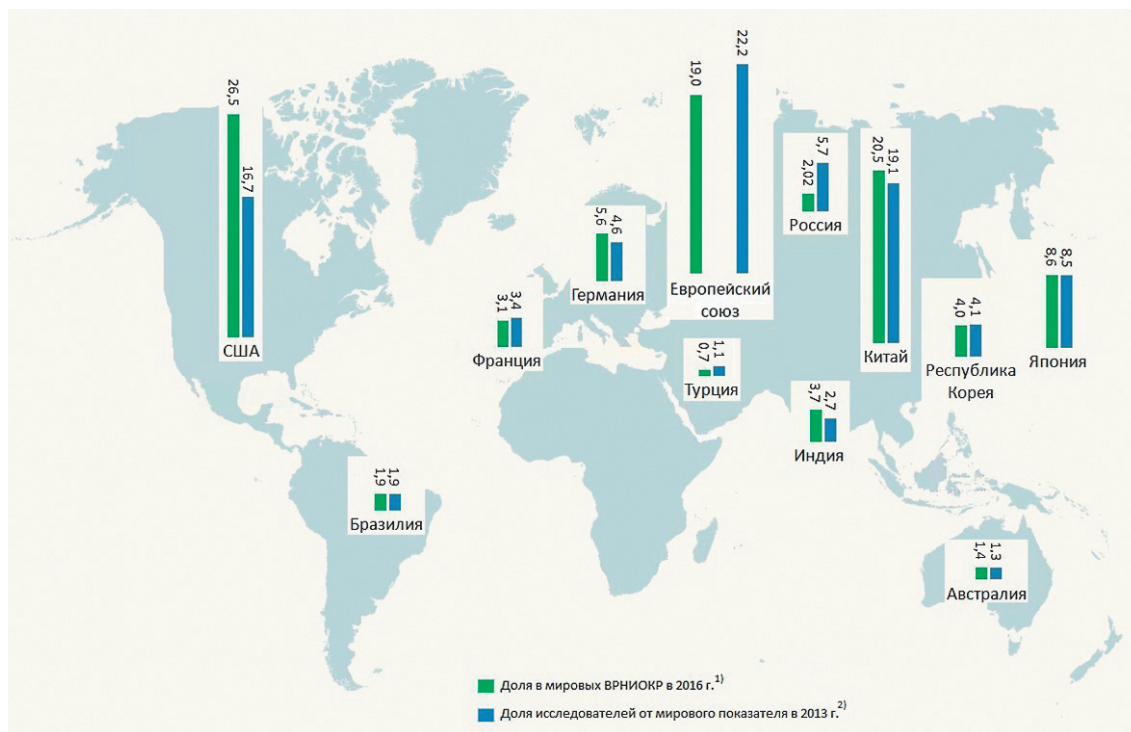 26,5
16,7
США
1,9
1,9
Бразилия
3,1
3,4
Франция
5,6
4,6
Германия
19,0
22,2
Европейский
союз
0,7
1,1
Турция
2,02
5,7
Россия
3,7
2,7
Индия
20,5
19,1
Китай
4,0
4,1
Республика
Корея
8,6
8,5
Япония
1,4
1,3
Австралия
Доля в мировых ВРНИОКР в 2016 г.1)
Доля исследователей от мирового показателя в 2013 г.2)